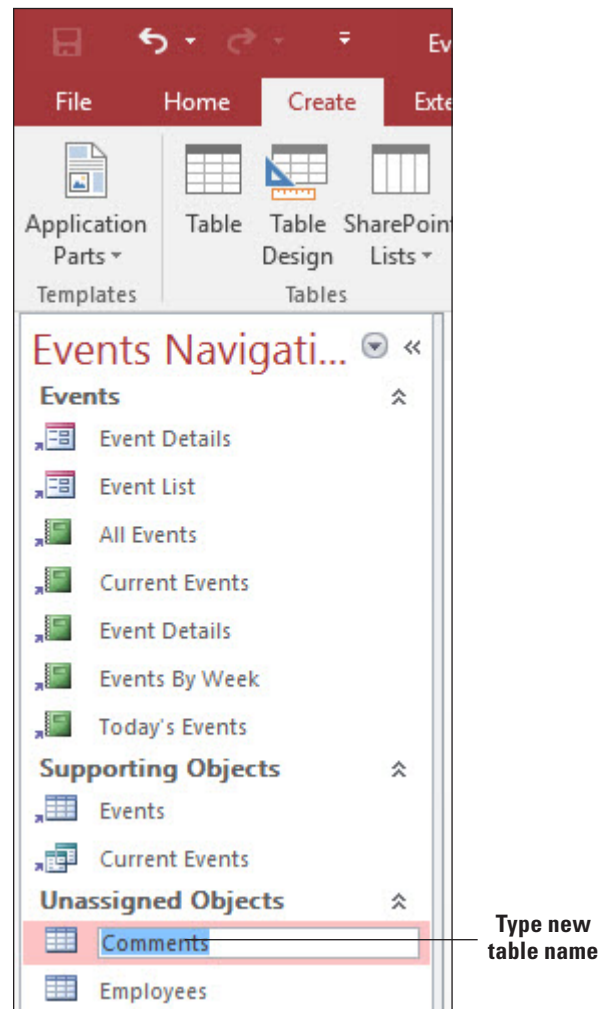 Ev
File Home Create Exte
Application Parts
Table
Table Design
SharePoin
Lists
Templates
Tables
Events Navigati...
Events
Event Details
Event List
All Events
Current Events
Event Details
Events By Week
Today's Events
Supporting Objects
Events
Current Events
Unassigned Objects
Comments
Type new
table name
Employees